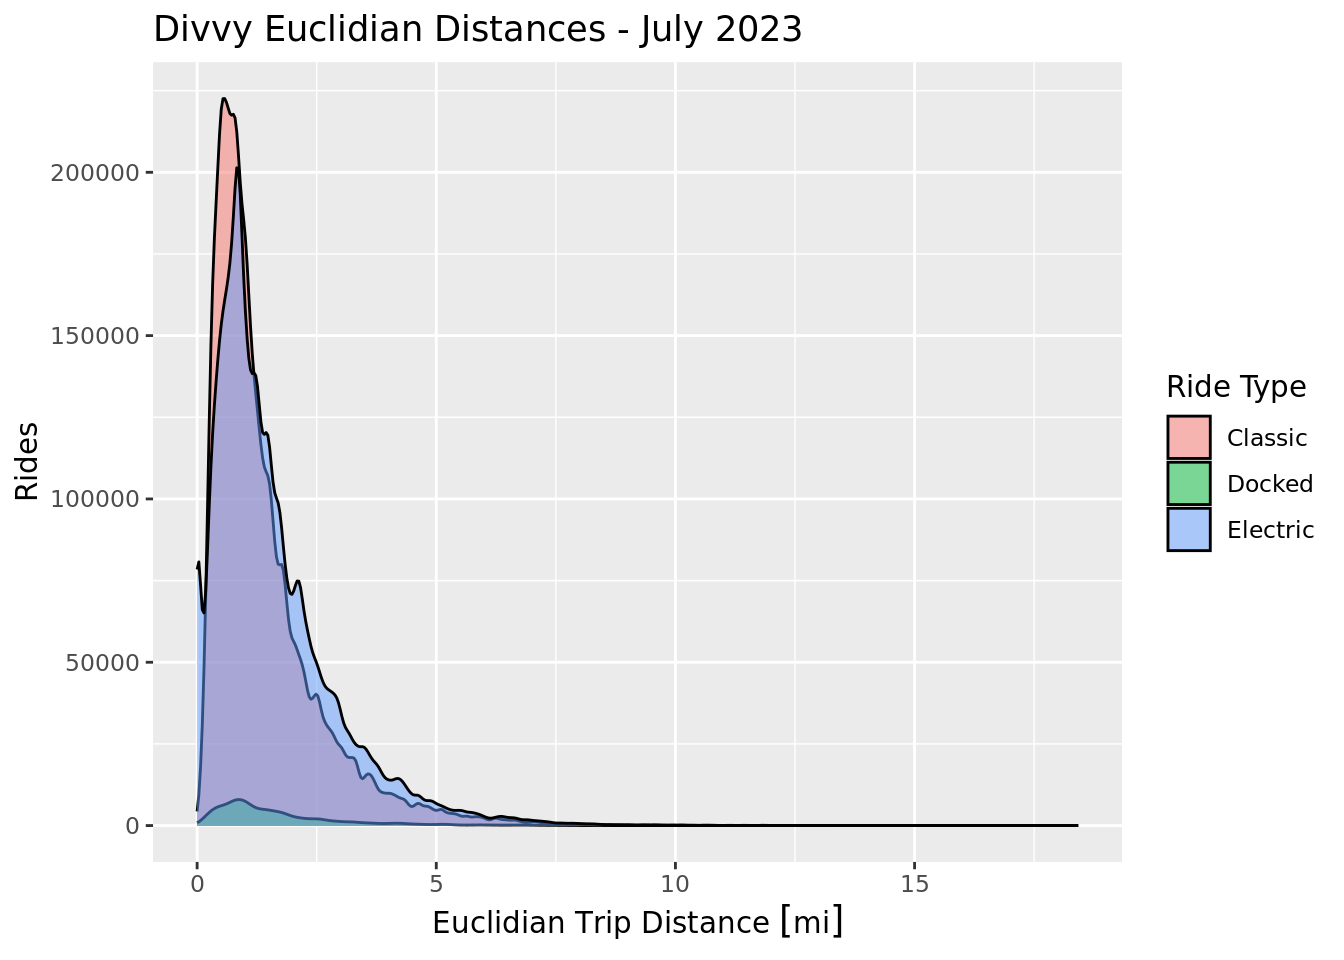 Divvy Euclidian Distances - July 2023
Rides
200000
150000
100000
50000
0
0 5 10 15
Euclidian Trip Distance [mi]
Ride Type
Classic
Docked
Electric